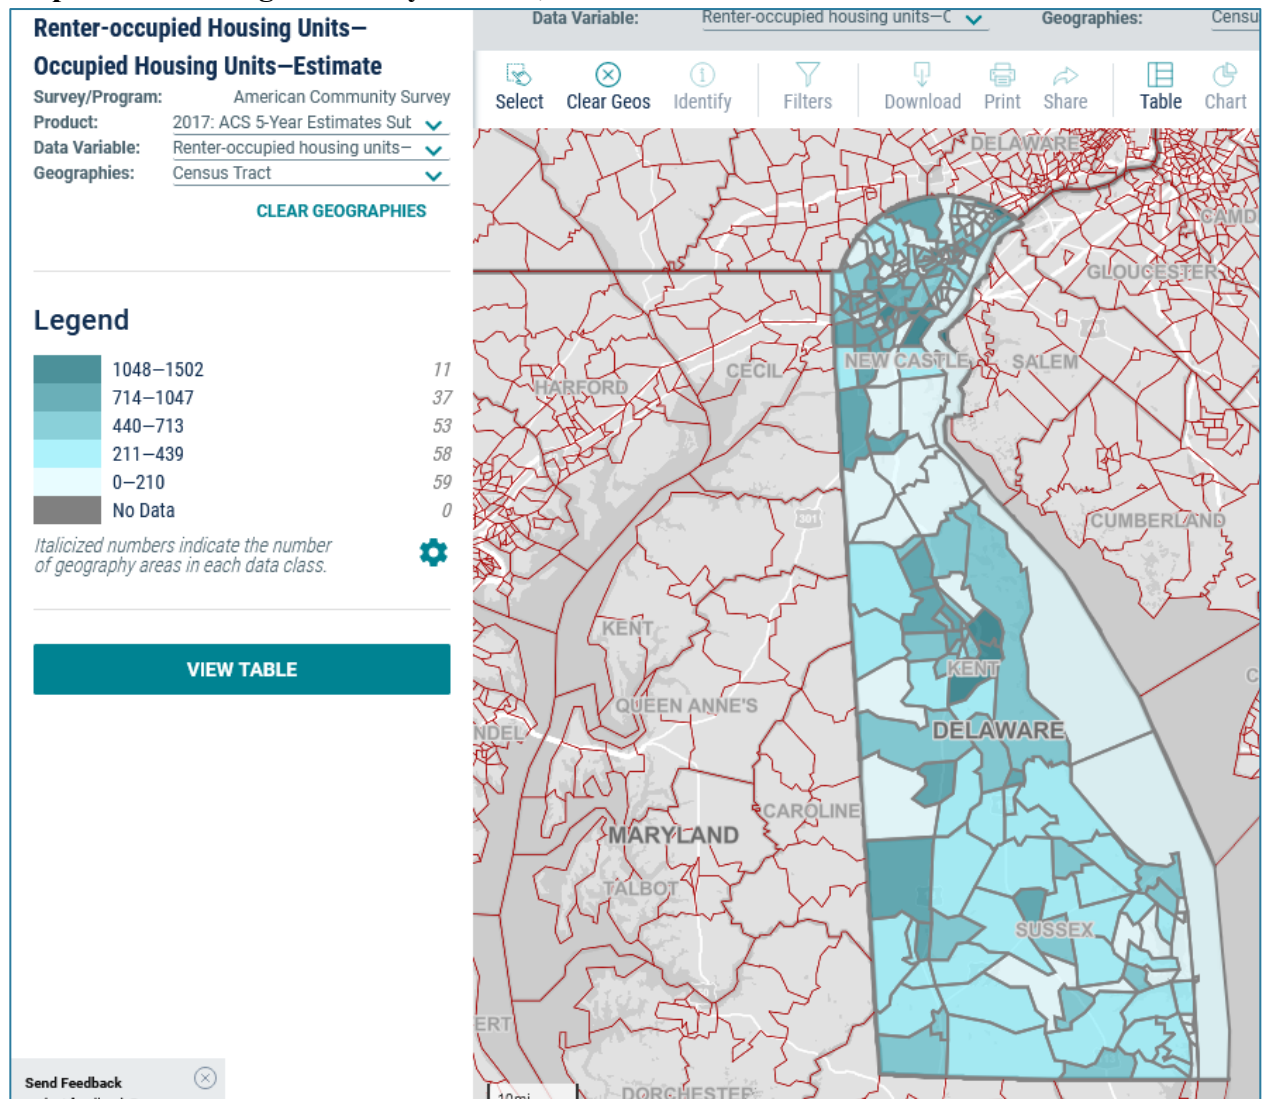 Renter-occupied Housing Units—
Occupied Housing Units—Estimate
Survey/Program: American Community Survey
Product: 2017: ACS 5-Year Estimates Sut
Data Variable: Renter-occupied housing units—
Geographies: Census Tract
CLEAR GEOGRAPHIES
Legend
1048—1502 11
714—1047 37
440—713 53
211—439 58
0—210 59
No Data 0
Italicized numbers indicate the number
of geography areas in each data class.
VIEW TABLE
Send Feedback
Data Variable: Renter-occupied housing units—C Geographies: Censu
Select Clear Geos Identify Filters Download Print Share Table Chart
DELAWARE
CAMD
GLOUCESTER
NEW CASTLE
SALEM
CECIL
HARFORD
301
CUMBERLAND
KENT
KENT
QUEEN ANNE'S
NDEL
DELAWARE
CAROLINE
MARYLAND
TALBOT
SUSSEX
ERT
DORCHESTER
10mi